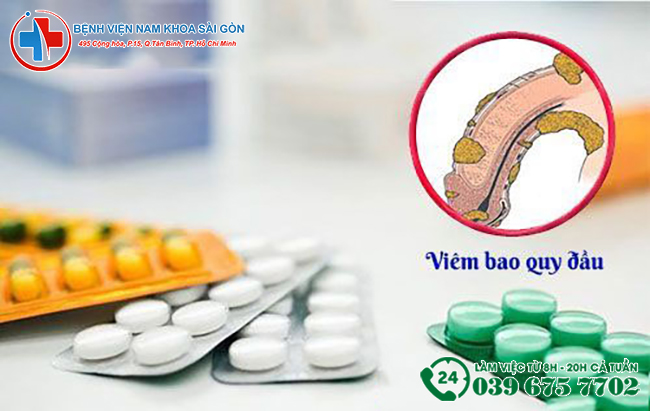 BỆNH VIỆN NAM KHOA SÀI GÒN
495 Cộng hòa, P.15, Q.Tân Bình, TP. Hồ Chí Minh
Viêm bao quy đầu
24
LÀM VIỆC TỪ 8H - 20H CẢ TUẦN
039 675 7702